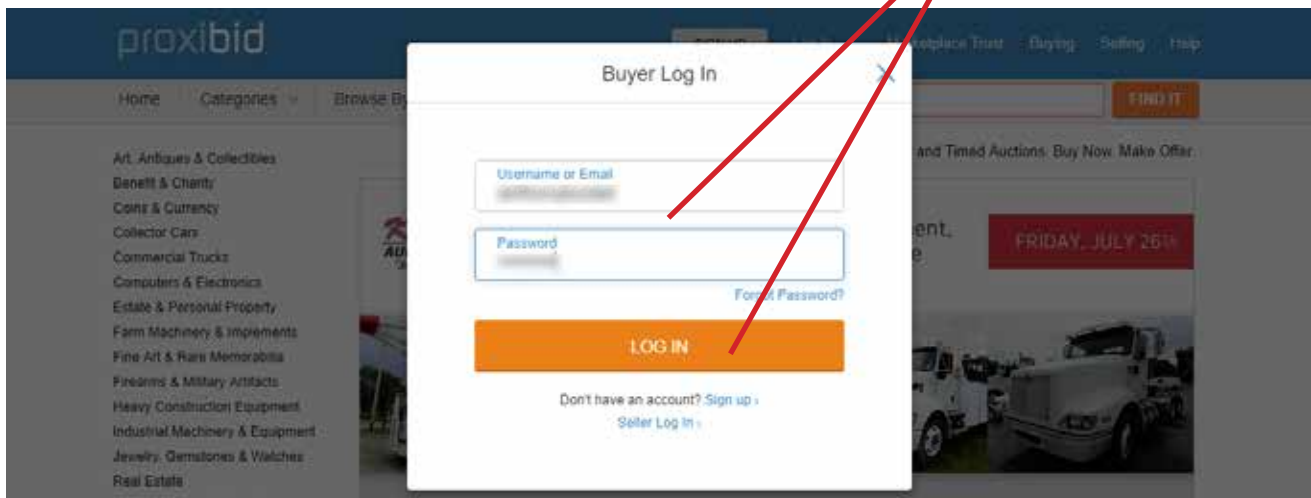 proxibid
Marketplace Trust Buying Selling Help
Buyer Log In
Home Categories Browse By
FIND IT
and Timed Auctions. Buy Now. Make Offer.
Art, Antiques & Collectibles
Benefit & Charity
Coins & Currency
Collector Cars
Commercial Trucks
Computers & Electronics
Estate & Personal Property
Farm Machinery & Implements
Fine Art & Rare Memorabilia
Firearms & Military Artifacts
Heavy Construction Equipment
Industrial Machinery & Equipment
Jewelry, Gemstones & Watches
Real Estate
Username or Email
Password
Forgot Password?
LOG IN
Don't have an account? Sign up ›
Seller Log In ›
FRIDAY, JULY 26TH